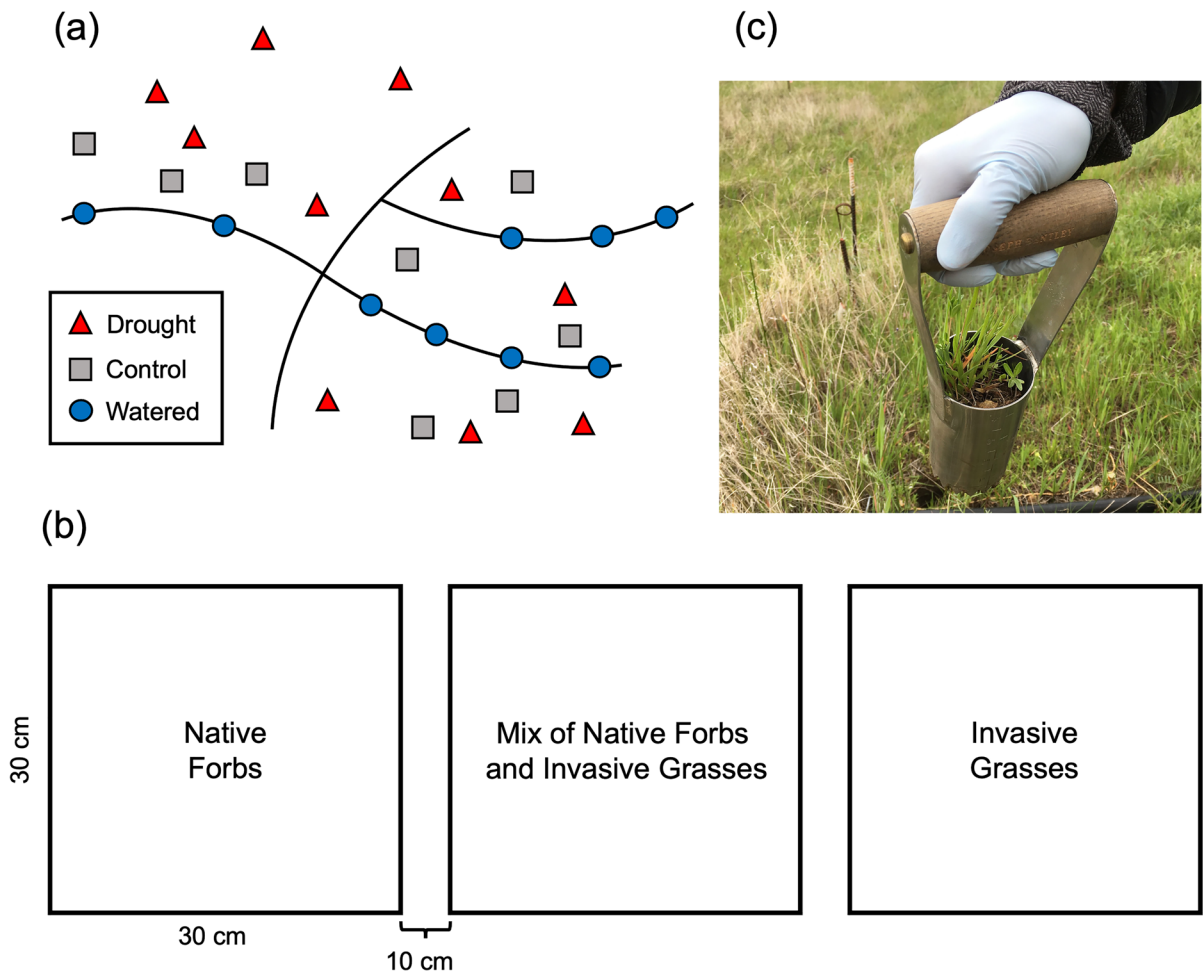 (a)
Drought
Control
Watered
(c)
(b)
30 cm
Native
Forbs
Mix of Native Forbs
and Invasive Grasses
Invasive
Grasses
30 cm
10 cm